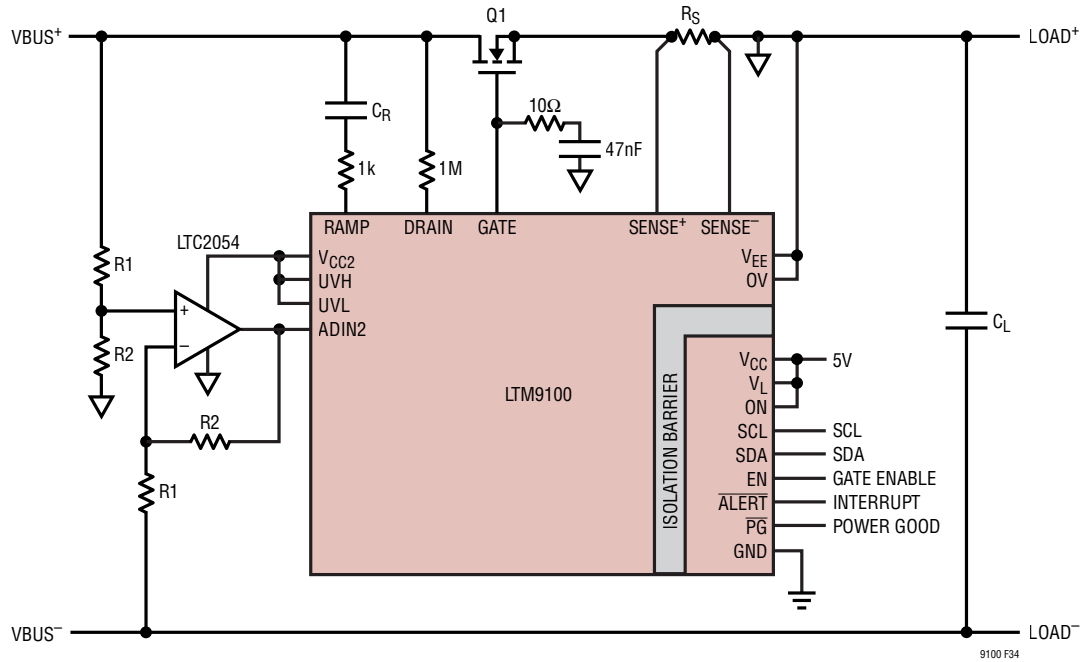 Q1
RS
VBUS+
LOAD+
CR
10Ω
47nF
1k
1M
RAMP
DRAIN
GATE
SENSE+
SENSE−
LTC2054
R1
VCC2
UVH
UVL
ADIN2
VEE
OV
+
−
R2
CL
VCC
5V
VL
ON
LTM9100
ISOLATION BARRIER
R2
SCL
SCL
SDA
SDA
R1
EN
GATE ENABLE
ALERT
INTERRUPT
PG
POWER GOOD
GND
VBUS−
LOAD−
9100 F34